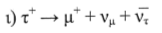 ι) τ⁺ → μ⁺ + ν_μ + ν̅_τ̅